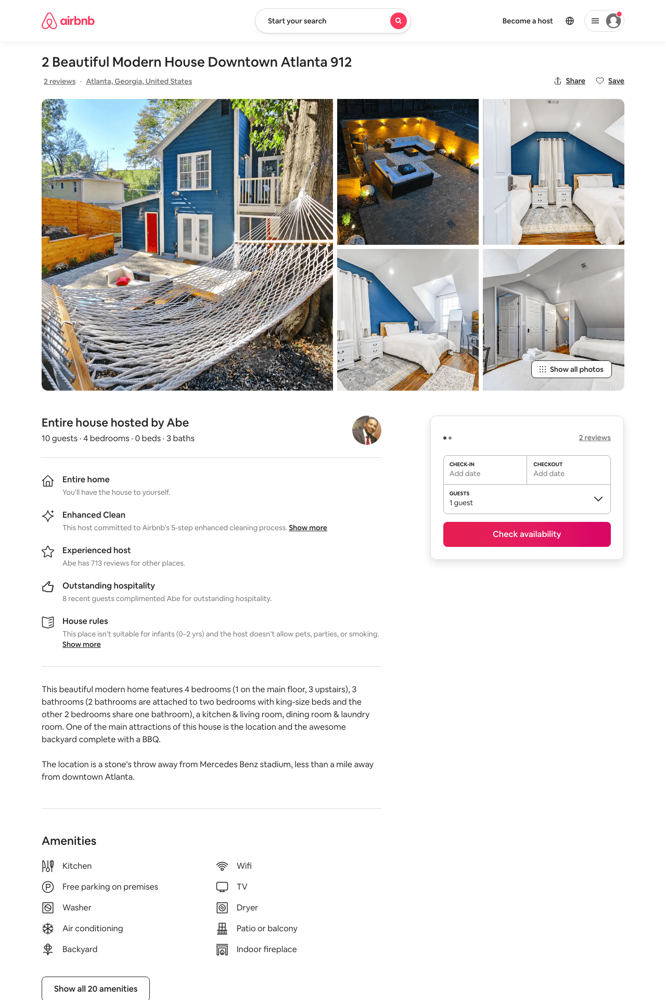 airbnb
Start your search
Become a host
2 Beautiful Modern House Downtown Atlanta 912
2 reviews · Atlanta, Georgia, United States
Share
Save
Show all photos
Entire house hosted by Abe
10 guests · 4 bedrooms · 0 beds · 3 baths
2 reviews
CHECK-IN
Add date
CHECKOUT
Add date
GUESTS
1 guest
Check availability
Entire home
You’ll have the house to yourself.
Enhanced Clean
This host committed to Airbnb's 5-step enhanced cleaning process. Show more
Experienced host
Abe has 713 reviews for other places.
Outstanding hospitality
8 recent guests complimented Abe for outstanding hospitality.
House rules
This place isn’t suitable for infants (0–2 yrs) and the host doesn’t allow pets, parties, or smoking.
Show more
This beautiful modern home features 4 bedrooms (1 on the main floor, 3 upstairs), 3
bathrooms (2 bathrooms are attached to two bedrooms with king-size beds and the
other 2 bedrooms share one bathroom), a kitchen & living room, dining room & laundry
room. One of the main attractions of this house is the location and the awesome
backyard complete with a BBQ.
The location is a stone's throw away from Mercedes Benz stadium, less than a mile away
from downtown Atlanta.
Amenities
Kitchen
Wifi
Free parking on premises
TV
Washer
Dryer
Air conditioning
Patio or balcony
Backyard
Indoor fireplace
Show all 20 amenities